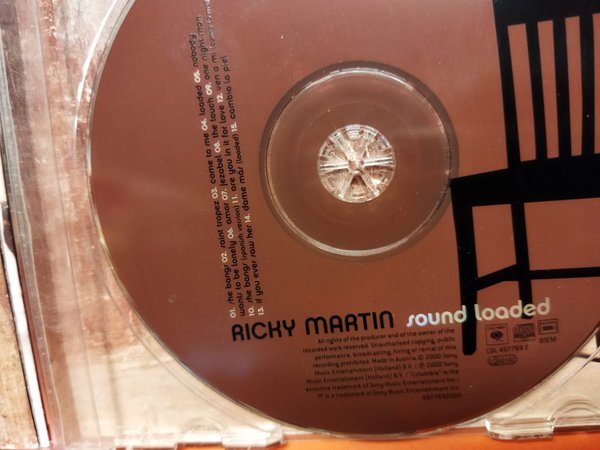 01. she bangs 02. saint tropez 03. come to me 04. loaded 05. nobody
wants to be lonely 06. amor 07. jezabel 08. the touch 09. one night man
10. she bangs (spanish version) 11. are you in it for love 12. ven a mi
13. if you ever saw her 14. dame más (loaded) 15. cambia la piel
RICKY MARTIN sound loaded
All rights of the producer and of the owner of the
recorded work reserved. Unauthorised copying, public
performance, broadcasting, hiring or rental of this
recording prohibited. Made in Austria. ℗ 2000 Sony
Music Entertainment (Holland) B.V. / ℗ 2000 Sony
Music Entertainment (Holland) B.V. / "Columbia" is the
exclusive trademark of Sony Music Entertainment Inc./
is a trademark of Sony Music Entertainment Inc.
4977692000
COL 497769 2
BIEM